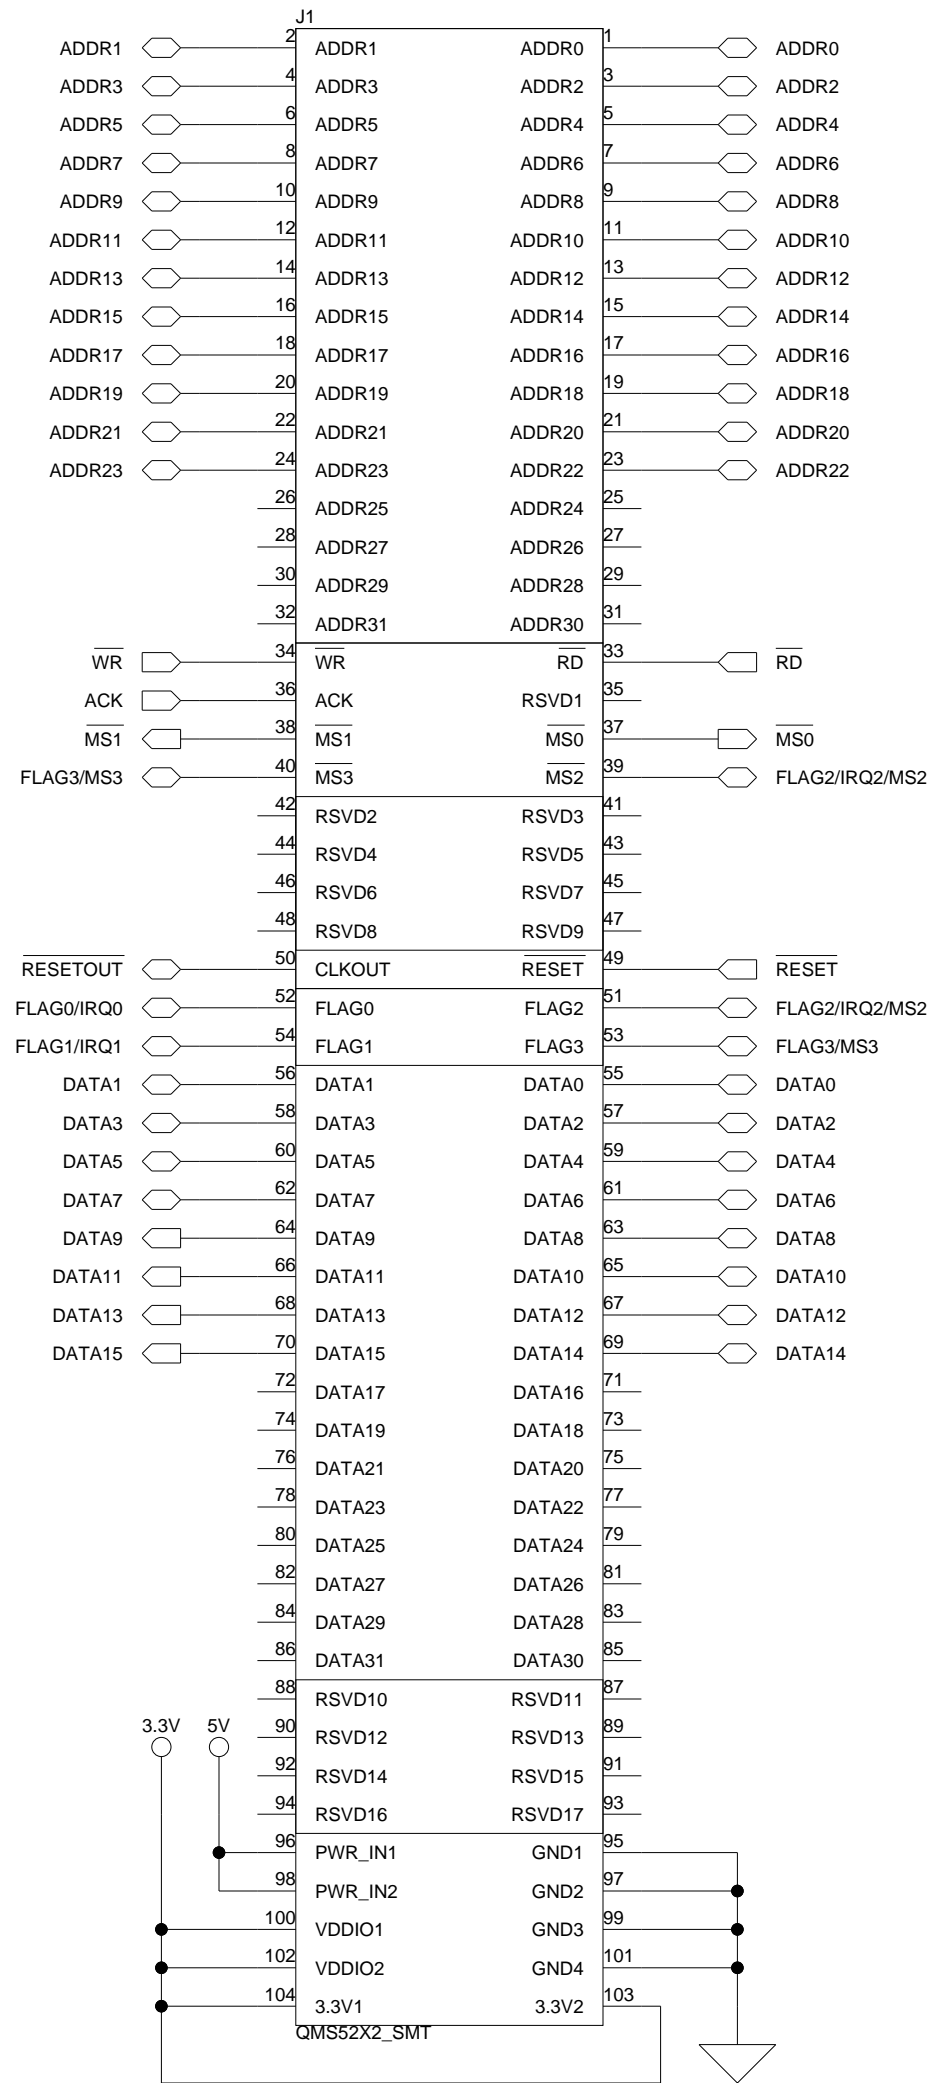 J1
ADDR1 2 ADDR1 ADDR0 1 ADDR0
ADDR3 4 ADDR3 ADDR2 3 ADDR2
ADDR5 6 ADDR5 ADDR4 5 ADDR4
ADDR7 8 ADDR7 ADDR6 7 ADDR6
ADDR9 10 ADDR9 ADDR8 9 ADDR8
ADDR11 12 ADDR11 ADDR10 11 ADDR10
ADDR13 14 ADDR13 ADDR12 13 ADDR12
ADDR15 16 ADDR15 ADDR14 15 ADDR14
ADDR17 18 ADDR17 ADDR16 17 ADDR16
ADDR19 20 ADDR19 ADDR18 19 ADDR18
ADDR21 22 ADDR21 ADDR20 21 ADDR20
ADDR23 24 ADDR23 ADDR22 23 ADDR22
26 ADDR25 ADDR24 25
28 ADDR27 ADDR26 27
30 ADDR29 ADDR28 29
32 ADDR31 ADDR30 31
WR 34 WR RD 33 RD
ACK 36 ACK RSVD1 35
MS1 38 MS1 MS0 37 MS0
FLAG3/MS3 40 MS3 MS2 39 FLAG2/IRQ2/MS2
42 RSVD2 RSVD3 41
44 RSVD4 RSVD5 43
46 RSVD6 RSVD7 45
48 RSVD8 RSVD9 47
RESETOUT 50 CLKOUT RESET 49 RESET
FLAG0/IRQ0 52 FLAG0 FLAG2 51 FLAG2/IRQ2/MS2
FLAG1/IRQ1 54 FLAG1 FLAG3 53 FLAG3/MS3
DATA1 56 DATA1 DATA0 55 DATA0
DATA3 58 DATA3 DATA2 57 DATA2
DATA5 60 DATA5 DATA4 59 DATA4
DATA7 62 DATA7 DATA6 61 DATA6
DATA9 64 DATA9 DATA8 63 DATA8
DATA11 66 DATA11 DATA10 65 DATA10
DATA13 68 DATA13 DATA12 67 DATA12
DATA15 70 DATA15 DATA14 69 DATA14
72 DATA17 DATA16 71
74 DATA19 DATA18 73
76 DATA21 DATA20 75
78 DATA23 DATA22 77
80 DATA25 DATA24 79
82 DATA27 DATA26 81
84 DATA29 DATA28 83
86 DATA31 DATA30 85
88 RSVD10 RSVD11 87
3.3V 5V 90 RSVD12 RSVD13 89
92 RSVD14 RSVD15 91
94 RSVD16 RSVD17 93
96 PWR_IN1 GND1 95
98 PWR_IN2 GND2 97
100 VDDIO1 GND3 99
102 VDDIO2 GND4 101
104 3.3V1 3.3V2 103
QMS52X2_SMT